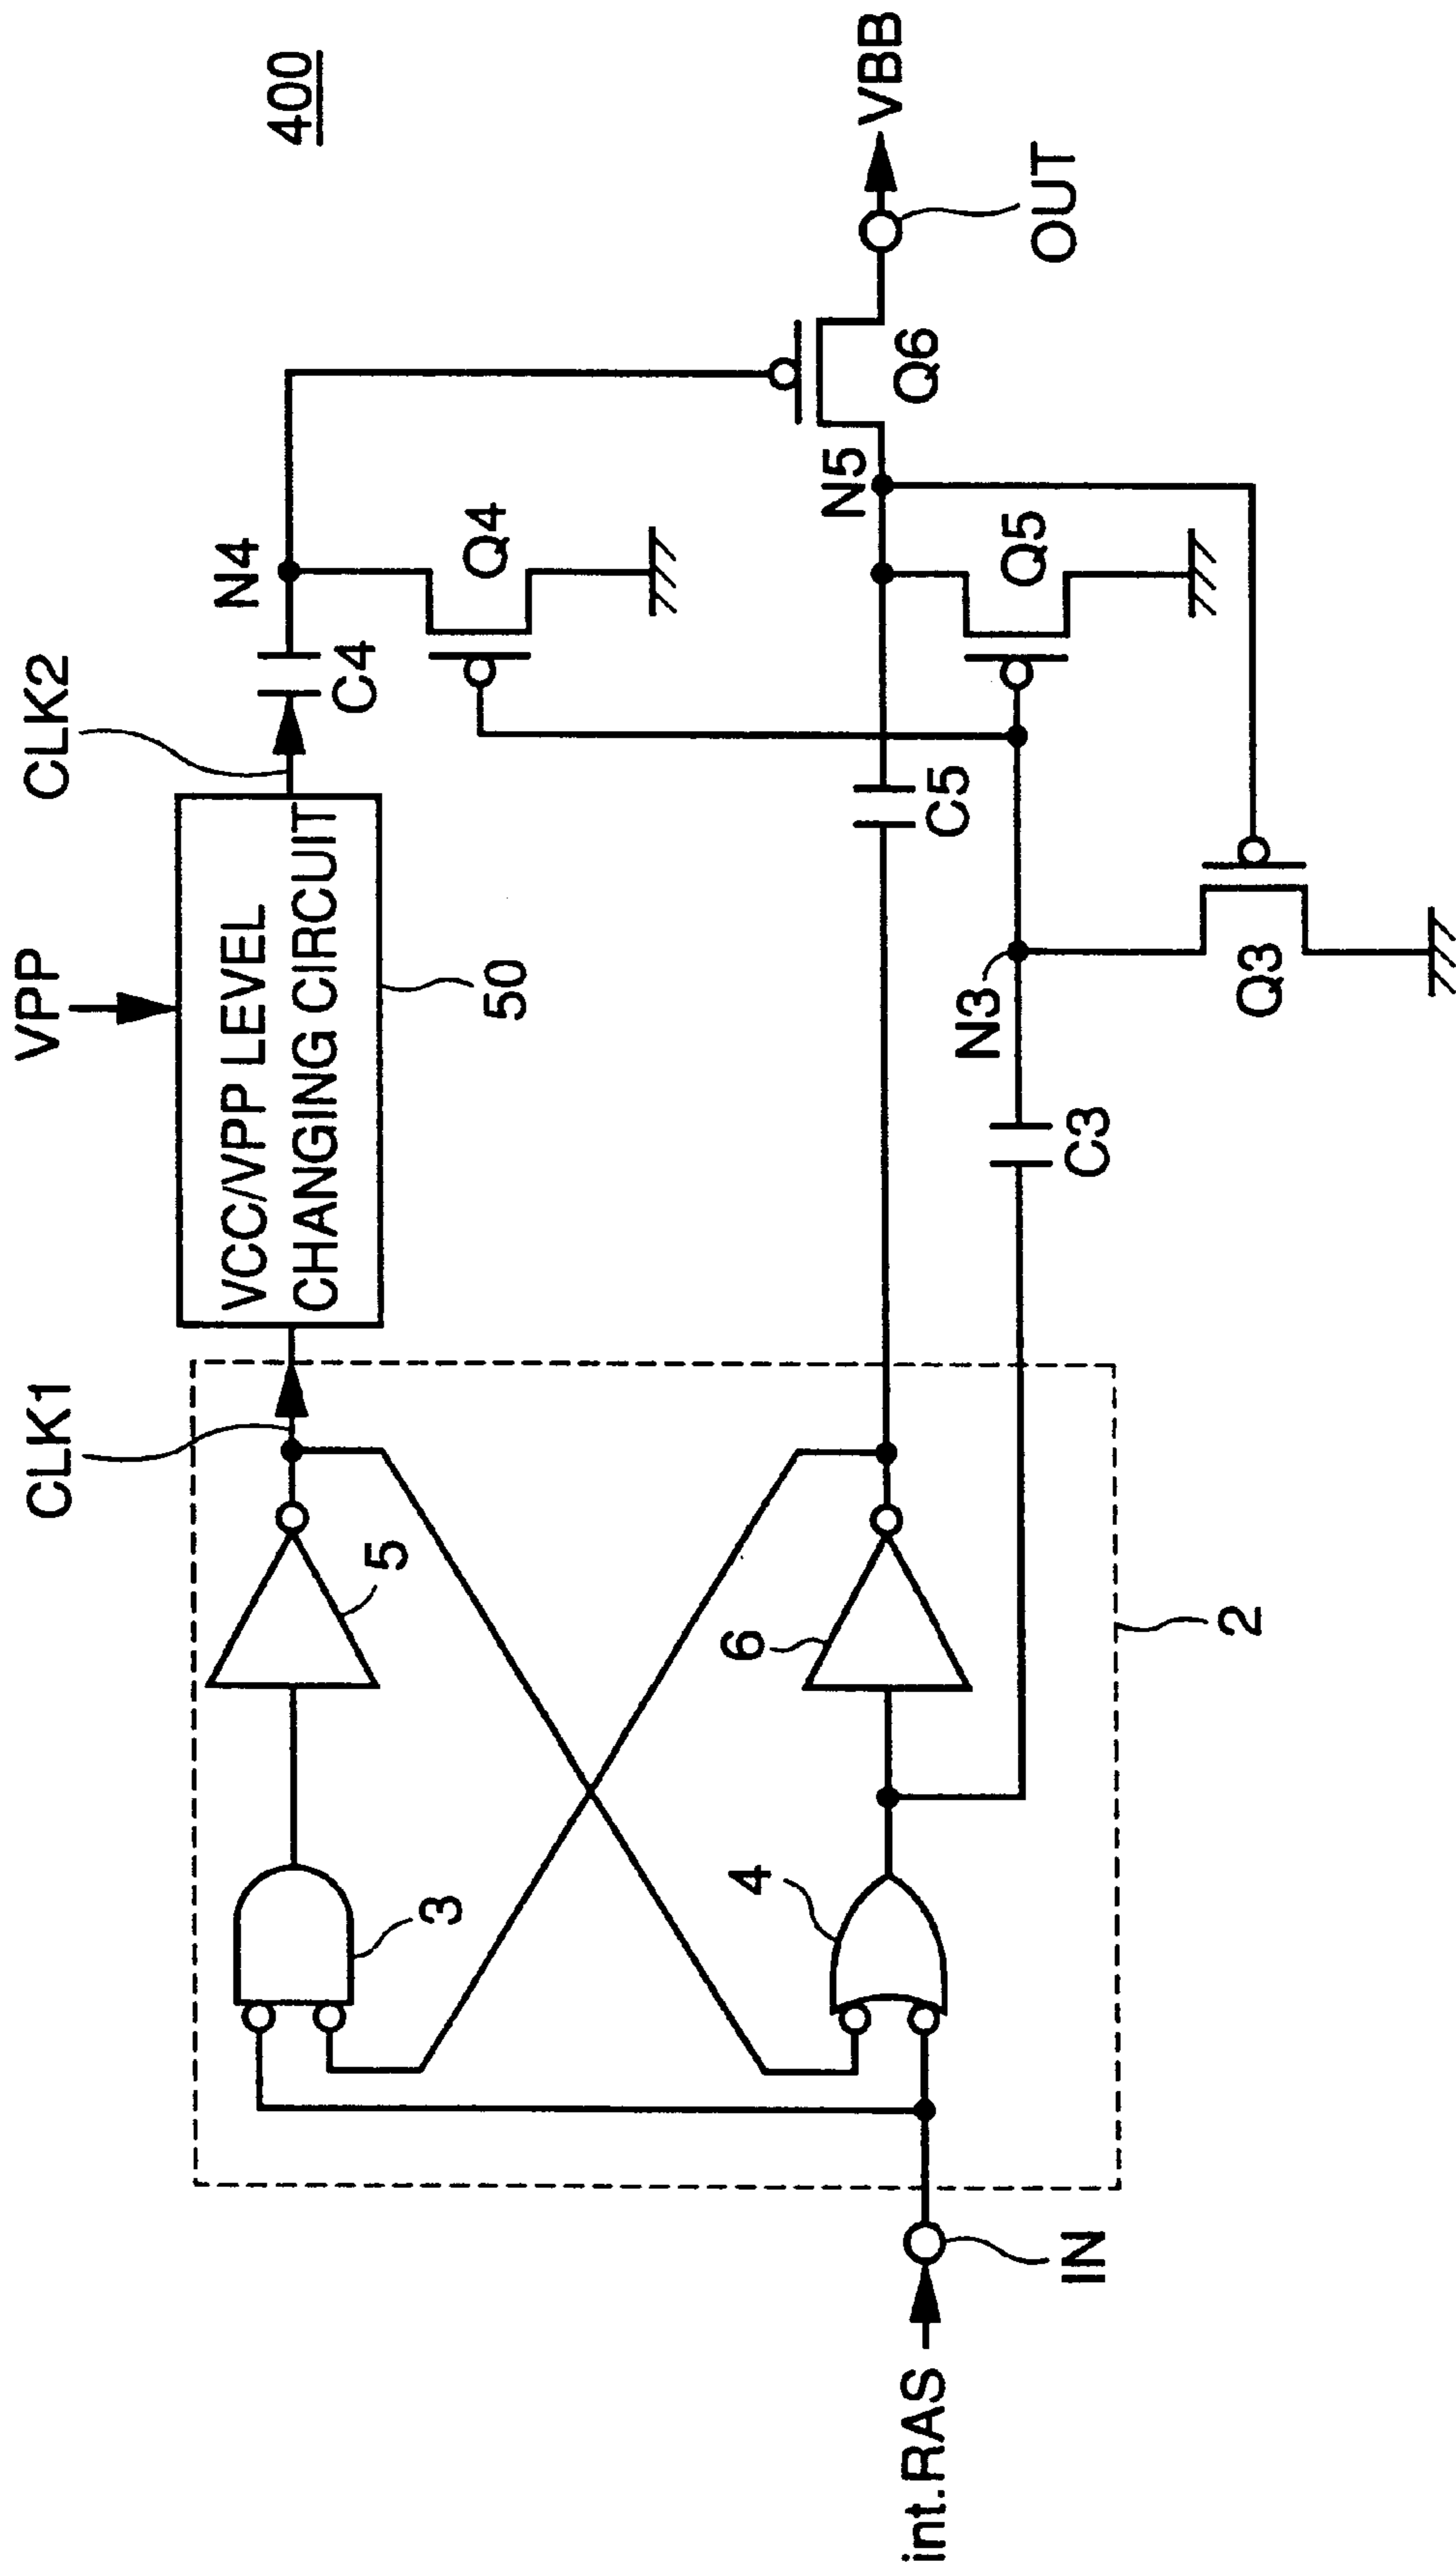 400
VPP
CLK1
CLK2
VCC/VPP LEVEL
CHANGING CIRCUIT
50
N4
C4
Q4
5
3
6
4
C5
N5
Q5
Q6
VBB
OUT
N3
C3
Q3
int.RAS
IN
2